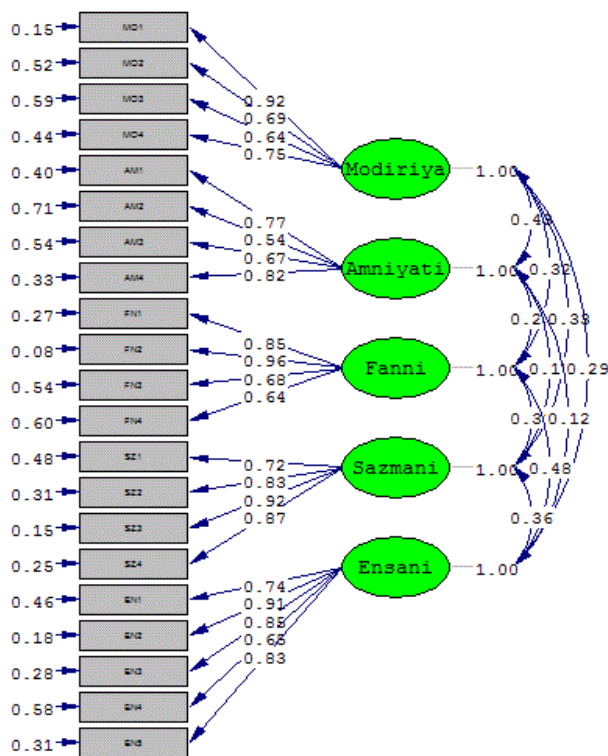 0.15 MO1
0.52 MO2
0.59 MO3
0.44 MO4
0.40 AM1
0.71 AM2
0.54 AM3
0.33 AM4
0.27 FN1
0.08 FN2
0.54 FN3
0.60 FN4
0.48 SZ1
0.31 SZ2
0.15 SZ3
0.25 SZ4
0.46 EN1
0.18 EN2
0.28 EN3
0.58 EN4
0.31 EN5
0.92
0.69
0.64
0.75
0.77
0.54
0.67
0.82
0.85
0.96
0.68
0.64
0.72
0.83
0.92
0.87
0.74
0.91
0.85
0.65
0.83
Modiriya 1.00
Amniyati 1.00
Fanni 1.00
Sazmani 1.00
Ensani 1.00
0.43
0.32
0.33
0.29
0.12
0.48
0.36